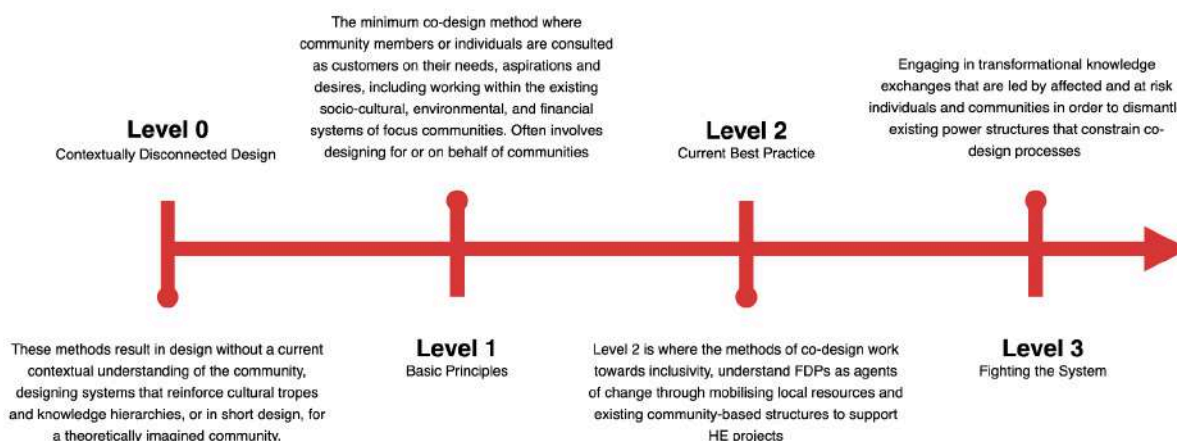 Level 0
Contextually Disconnected Design
These methods result in design without a current
contextual understanding of the community,
designing systems that reinforce cultural tropes
and knowledge hierarchies, or in short design, for
a theoretically imagined community.
The minimum co-design method where
community members or individuals are consulted
as customers on their needs, aspirations and
desires, including working within the existing
socio-cultural, environmental, and financial
systems of focus communities. Often involves
designing for or on behalf of communities
Level 1
Basic Principles
Level 2
Current Best Practice
Level 2 is where the methods of co-design work
towards inclusivity, understand FDPs as agents
of change through mobilising local resources and
existing community-based structures to support
HE projects
Engaging in transformational knowledge
exchanges that are led by affected and at risk
individuals and communities in order to dismantl
existing power structures that constrain co-
design processes
Level 3
Fighting the System